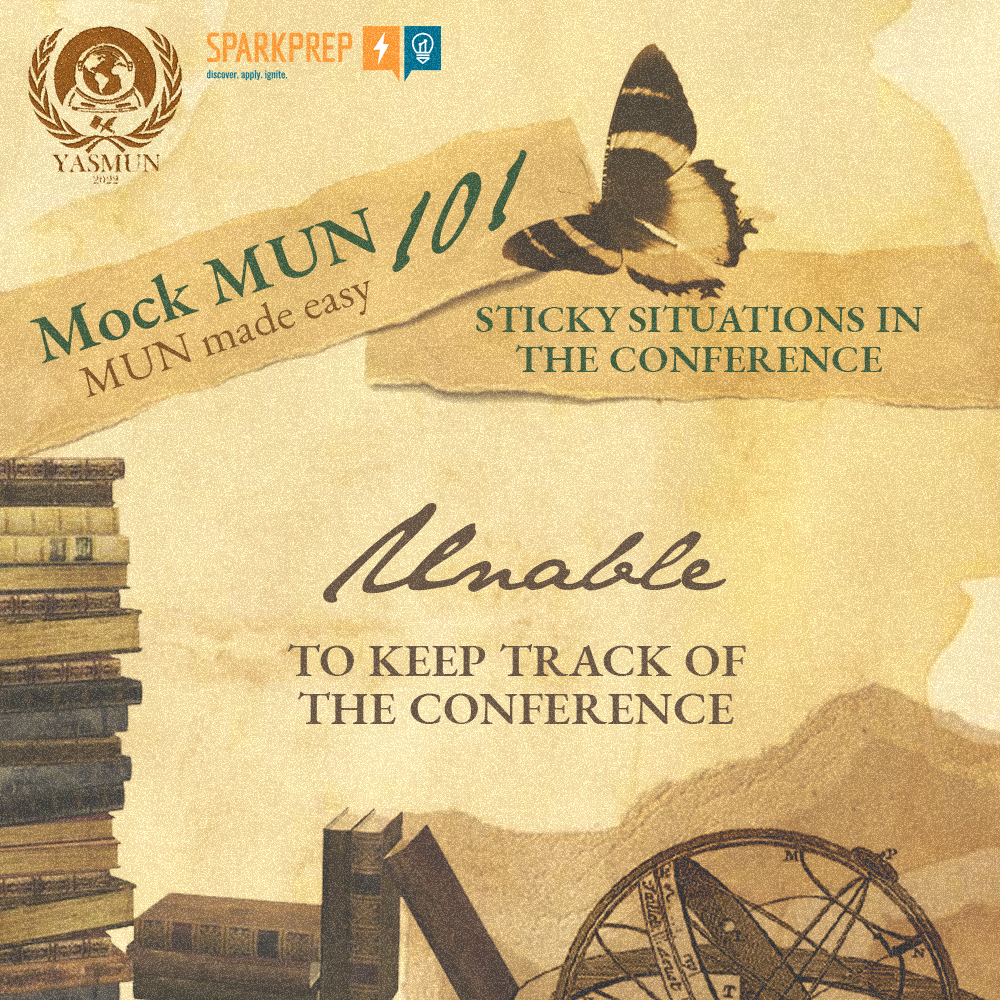 YASMUN
2022
SPARKPREP
discover. apply. ignite.
Mock MUN 101
MUN made easy
STICKY SITUATIONS IN
THE CONFERENCE
Unable
TO KEEP TRACK OF
THE CONFERENCE
M
P